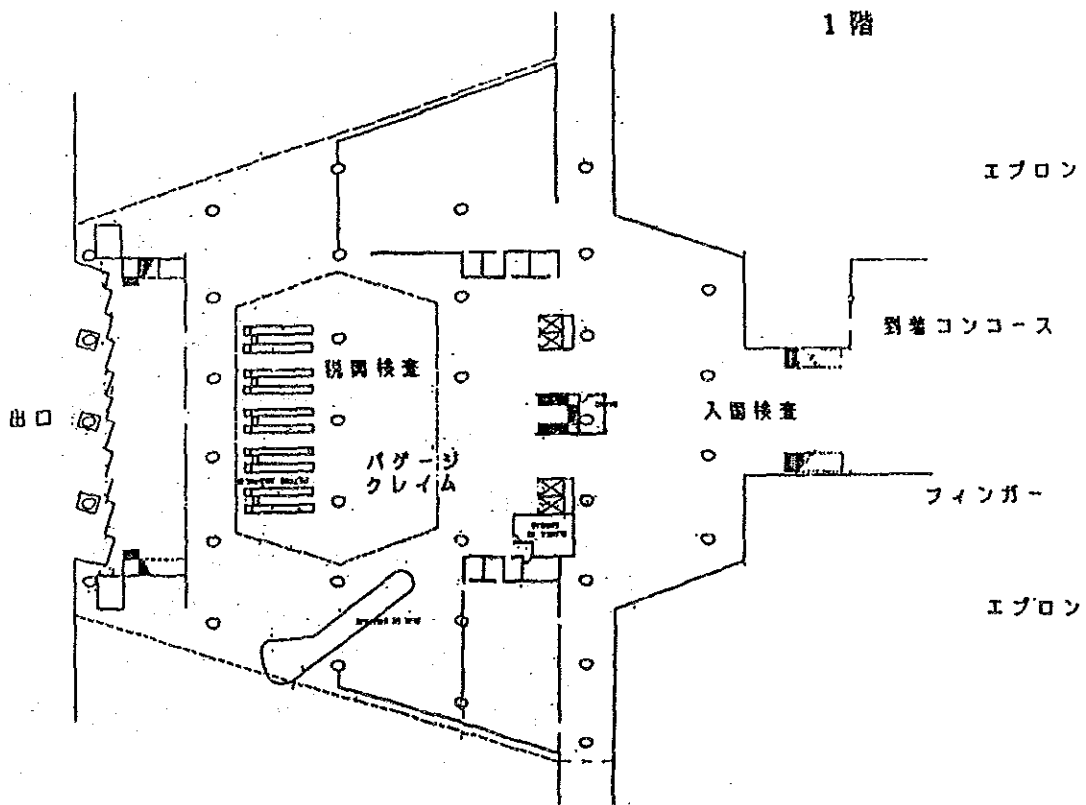 1階
エプロン
到着コンコース
税関検査
入国検査
出口
バゲージ
クレイム
フィンガー
エプロン